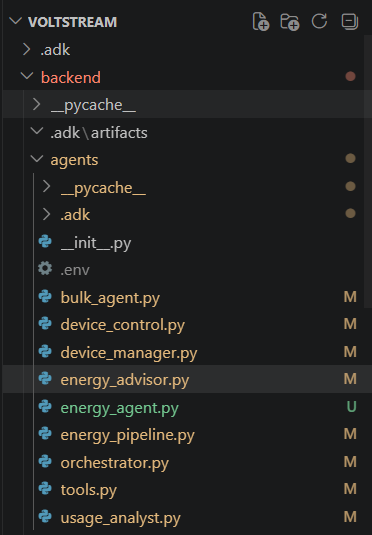 VOLTSTREAM
.adk
backend
__pycache__
.adk\artifacts
agents
__pycache__
.adk
__init__.py
.env
bulk_agent.py M
device_control.py M
device_manager.py M
energy_advisor.py M
energy_agent.py U
energy_pipeline.py M
orchestrator.py M
tools.py M
usage_analyst.py M